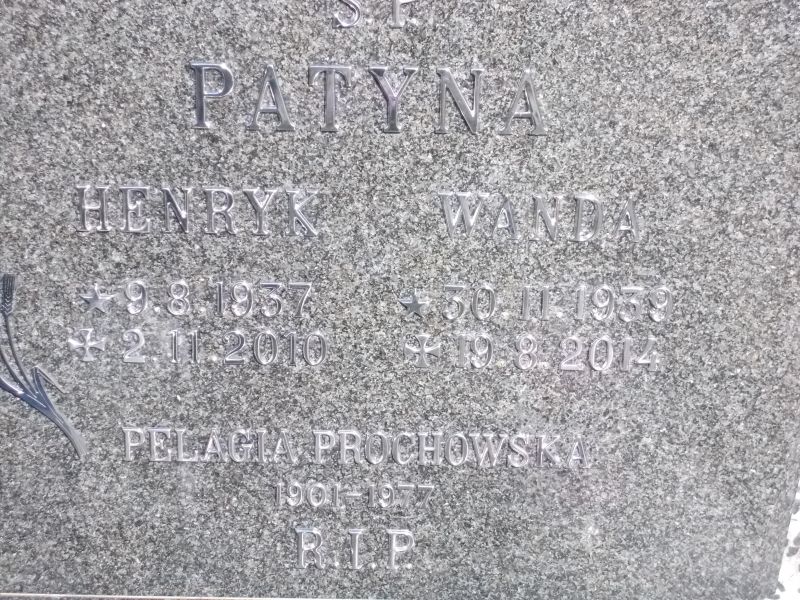 Ś.P.
PATYNA
HENRYK WANDA
9.8.1937 30.11.1939
2.11.2010 19.8.2014
PELAGIA PROCHOWSKA
1901-1977
R.I.P.